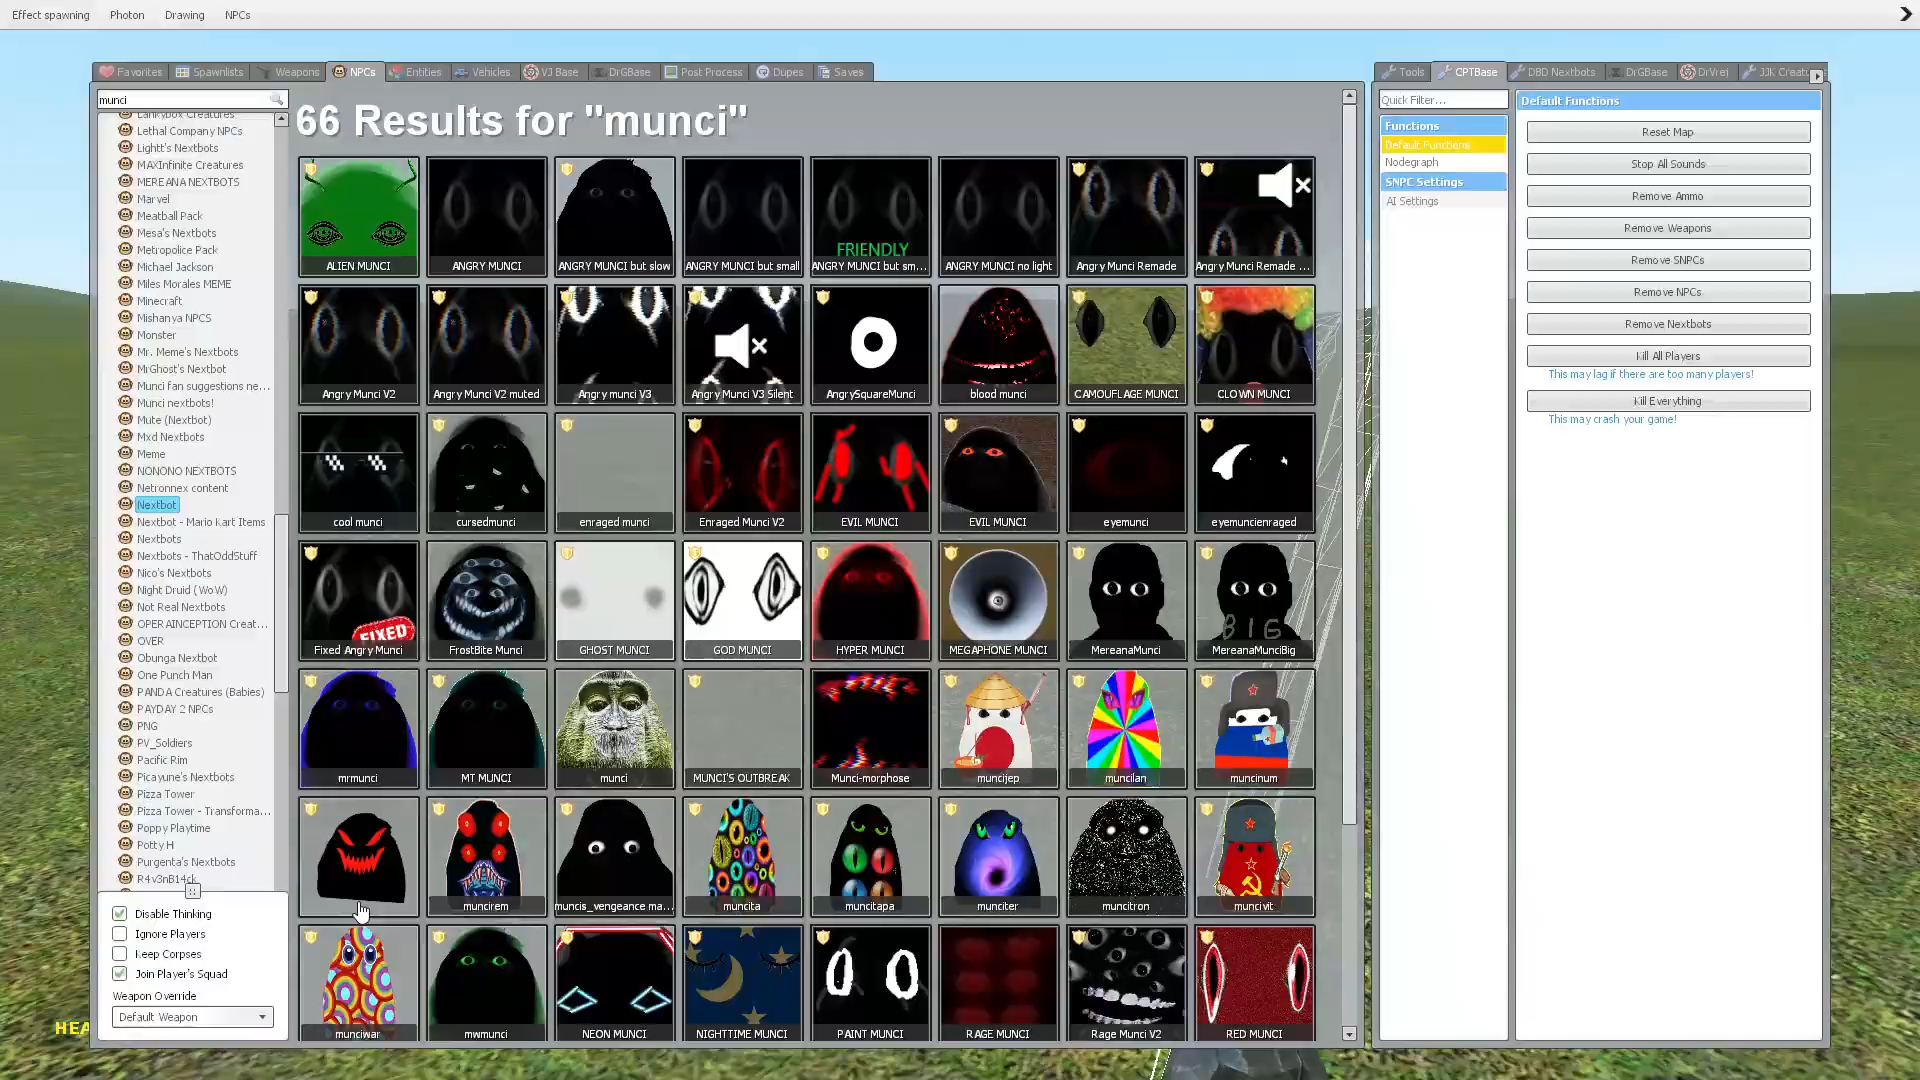 Effect spawning Photon Drawing NPCs
Favorites Spawnlists Weapons NPCs Entities Vehicles VJ Base DrGBase Post Process Dupes Saves
munci
Lankybox Creatures
Lethal Company NPCs
Lightt's Nextbots
MAXInfinite Creatures
MEREANA NEXTBOTS
Marvel
Meatball Pack
Mesa's Nextbots
Metropolice Pack
Michael Jackson
Miles Morales MEME
Minecraft
Mishanya NPCS
Monster
Mr. Meme's Nextbots
MrGhost's Nextbot
Munci fan suggestions ne...
Munci nextbots!
Mute (Nextbot)
Mxd Nextbots
Meme
NONONO NEXTBOTS
Netronnex content
Nextbot
Nextbot - Mario Kart Items
Nextbots
Nextbots - ThatOddStuff
Nico's Nextbots
Night Druid (WoW)
Not Real Nextbots
OPERAINCEPTION Creat...
OVER
Obunga Nextbot
One Punch Man
PANDA Creatures (Babies)
PAYDAY 2 NPCs
PNG
PV_Soldiers
Pacific Rim
Picayune's Nextbots
Pizza Tower
Pizza Tower - Transforma...
Poppy Playtime
Potty H
Purgenta's Nextbots
R4v3nB14ck
Disable Thinking
Ignore Players
Keep Corpses
Join Player's Squad
Weapon Override
Default Weapon
HEA
66 Results for "munci"
FRIENDLY
ALIEN MUNCI ANGRY MUNCI ANGRY MUNCI but slow ANGRY MUNCI but small ANGRY MUNCI but sm... ANGRY MUNCI no light Angry Munci Remade Angry Munci Remade ...
Angry Munci V2 Angry Munci V2 muted Angry munci V3 Angry Munci V3 Silent AngrySquareMunci blood munci CAMOUFLAGE MUNCI CLOWN MUNCI
cool munci cursedmunci enraged munci Enraged Munci V2 EVIL MUNCI EVIL MUNCI eyemunci eyemuncienraged
FIXED BIG
Fixed Angry Munci FrostBite Munci GHOST MUNCI GOD MUNCI HYPER MUNCI MEGAPHONE MUNCI MereanaMunci MereanaMunciBig
mrmunci MT MUNCI munci MUNCI'S OUTBREAK Munci-morphose muncijep muncilan muncinum
muncirem muncis_vengeance ma... muncita muncitapa munciter muncitron muncivit
munciwar mwmunci NEON MUNCI NIGHTTIME MUNCI PAINT MUNCI RAGE MUNCI Rage Munci V2 RED MUNCI
Tools CPTBase DBD Nextbots DrGBase DrVrej JJK Creato
Quick Filter...
Functions
Default Functions
Nodegraph
SNPC Settings
AI Settings
Default Functions
Reset Map
Stop All Sounds
Remove Ammo
Remove Weapons
Remove SNPCs
Remove NPCs
Remove Nextbots
Kill All Players
This may lag if there are too many players!
Kill Everything
This may crash your game!